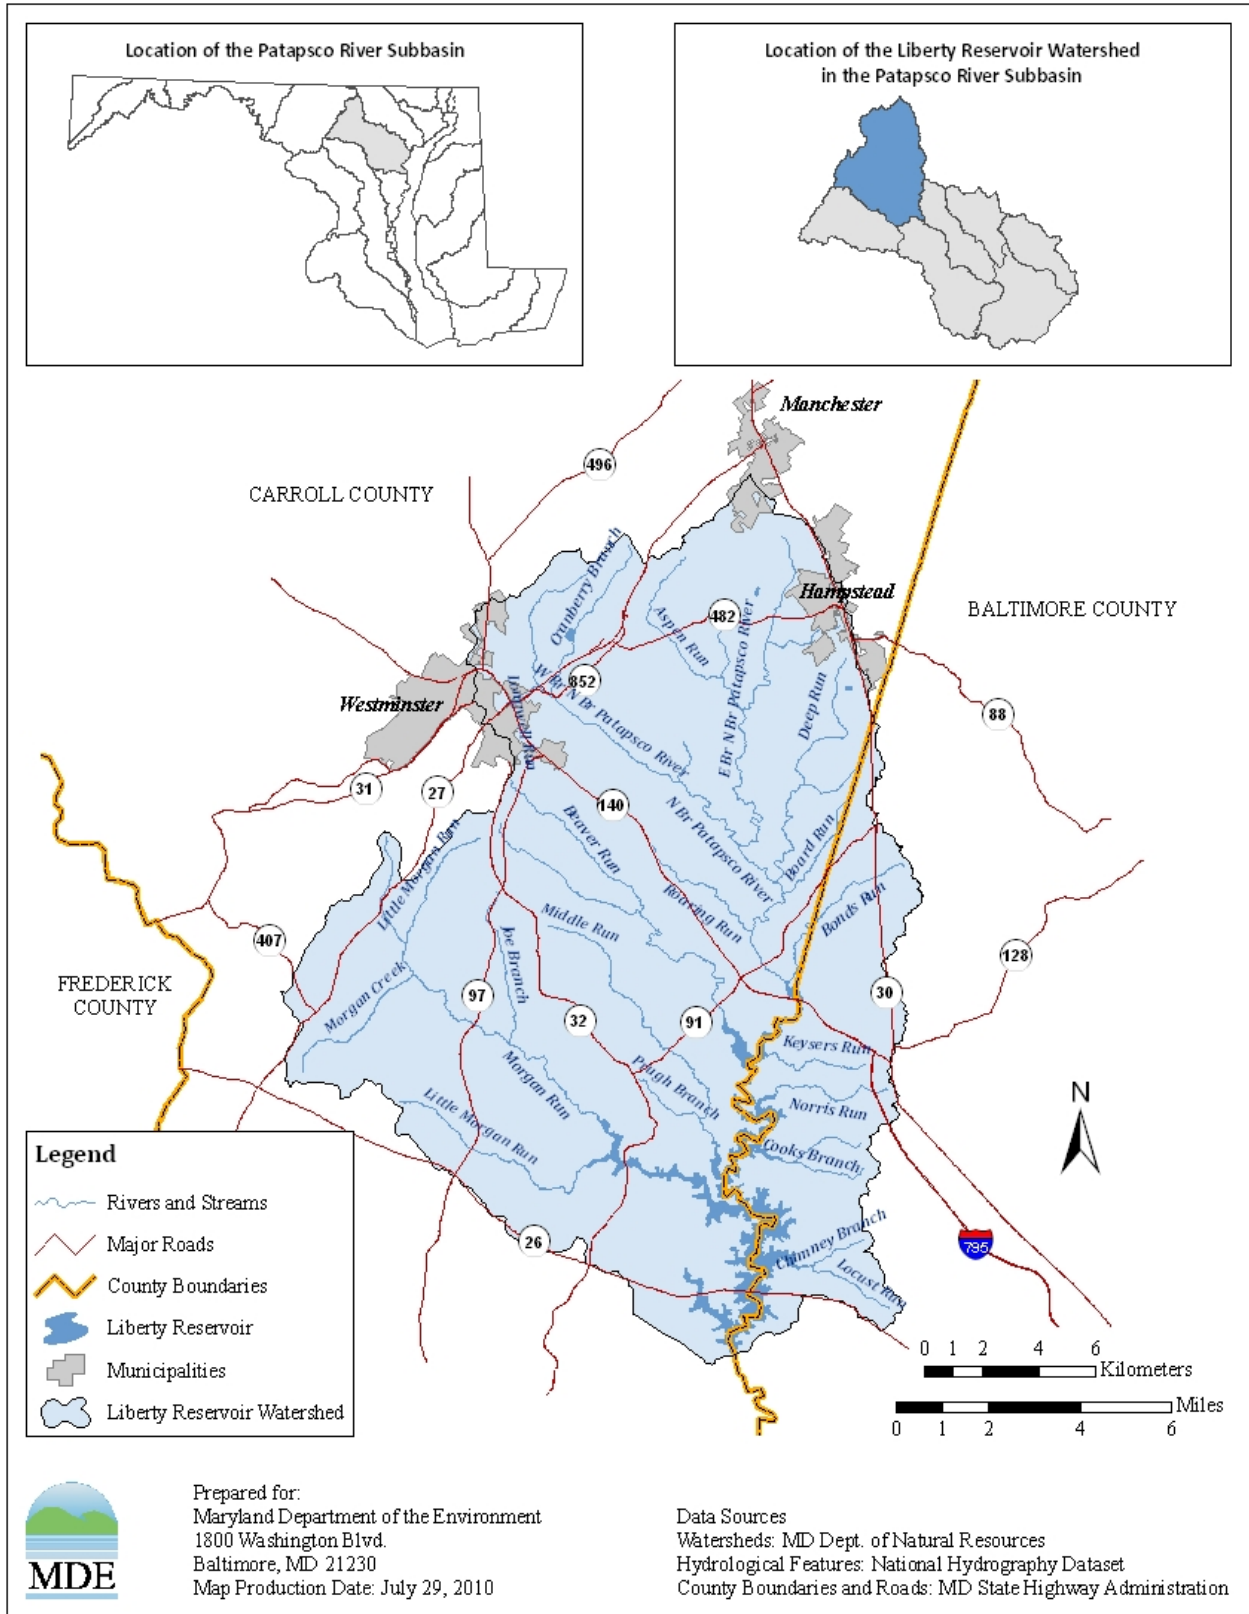 Location of the Patapsco River Subbasin
Location of the Liberty Reservoir Watershed
in the Patapsco River Subbasin
Manchester
496
CARROLL COUNTY
Cranberry Branch
Hampstead
482
Aspen Run
E Br N Br Patapsco River
BALTIMORE COUNTY
852
W Br N Br Patapsco River
Westminster
Longwell Run
Deep Run
88
31
27
140
Beaver Run
N Br Patapsco River
Board Run
Little Morgan Run
Roaring Run
Bonds Run
Middle Run
407
Joe Branch
128
FREDERICK
COUNTY
Morgan Creek
97
32
91
30
Keysers Run
Morgan Run
Prugh Branch
Norris Run
N
Little Morgan Run
Cooks Branch
26
Chimney Branch
Locust Run
795
Legend
Rivers and Streams
Major Roads
County Boundaries
Liberty Reservoir
Municipalities
Liberty Reservoir Watershed
0 1 2 4 6
Kilometers
Miles
0 1 2 4 6
MDE
Prepared for:
Maryland Department of the Environment
1800 Washington Blvd.
Baltimore, MD 21230
Map Production Date: July 29, 2010
Data Sources
Watersheds: MD Dept. of Natural Resources
Hydrological Features: National Hydrography Dataset
County Boundaries and Roads: MD State Highway Administration